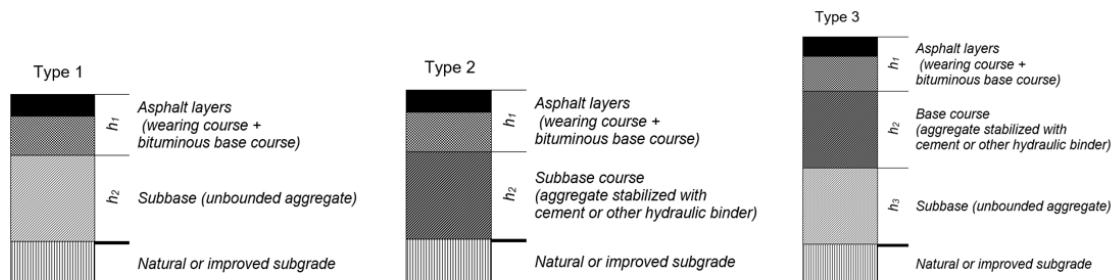 Type 1
Asphalt layers
(wearing course +
bituminous base course)
h1
Subbase (unbounded aggregate)
h2
Natural or improved subgrade
Type 2
Asphalt layers
(wearing course +
bituminous base course)
h1
Subbase course
(aggregate stabilized with
cement or other hydraulic binder)
h2
Natural or improved subgrade
Type 3
Asphalt layers
(wearing course +
bituminous base course)
h1
Base course
(aggregate stabilized with
cement or other hydraulic binder)
h2
Subbase (unbounded aggregate)
h3
Natural or improved subgrade